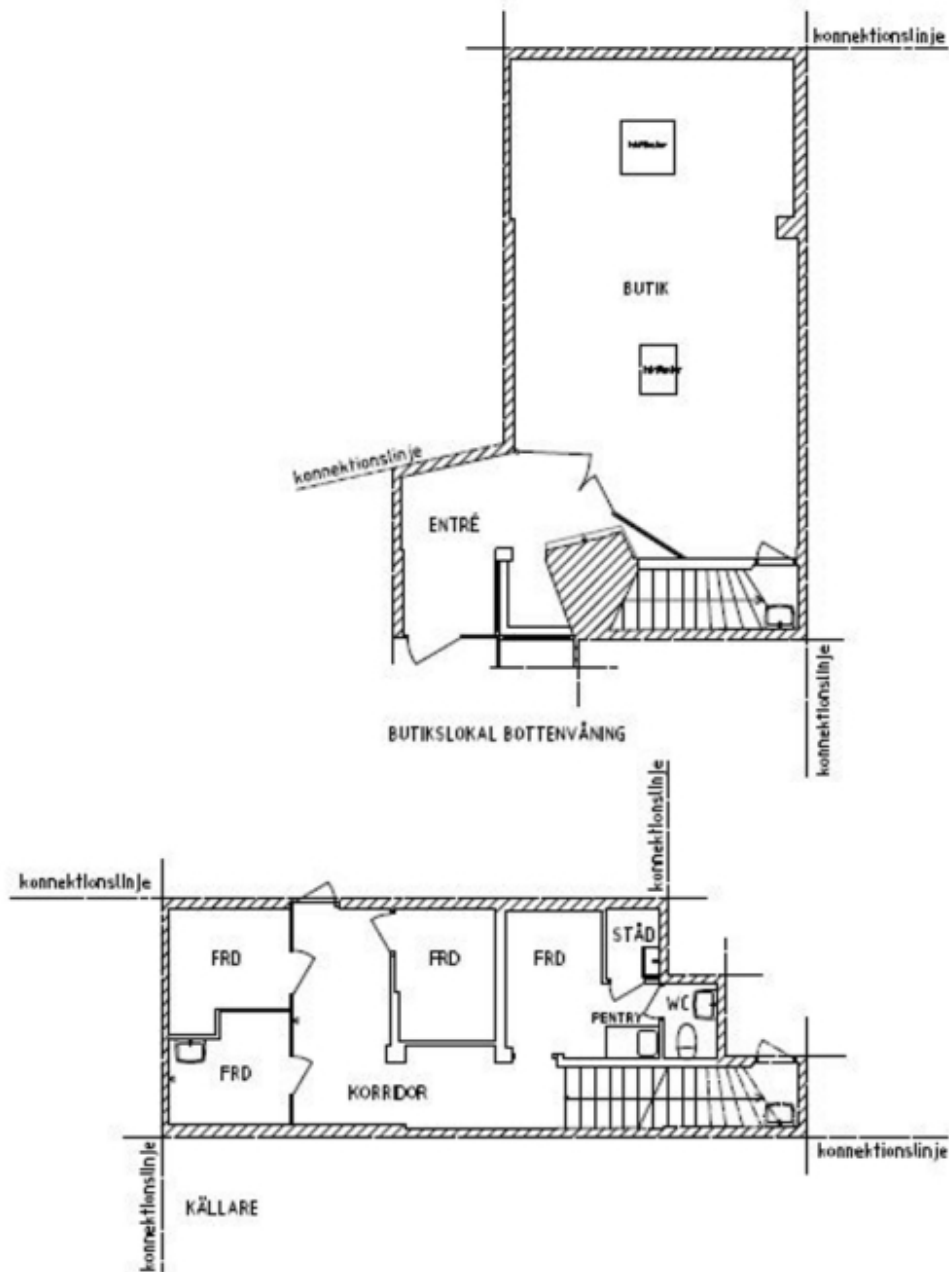 konnektionslinje
BUTIK
konnektionslinje
ENTRÉ
konnektionslinje
BUTIKSLOKAL BOTTENVÅNING
konnektionslinje
konnektionslinje
FRD
FRD
FRD
STÄD
WC
PENTRY
FRD
KORRIDOR
konnektionslinje
konnektionslinje
KÄLLARE